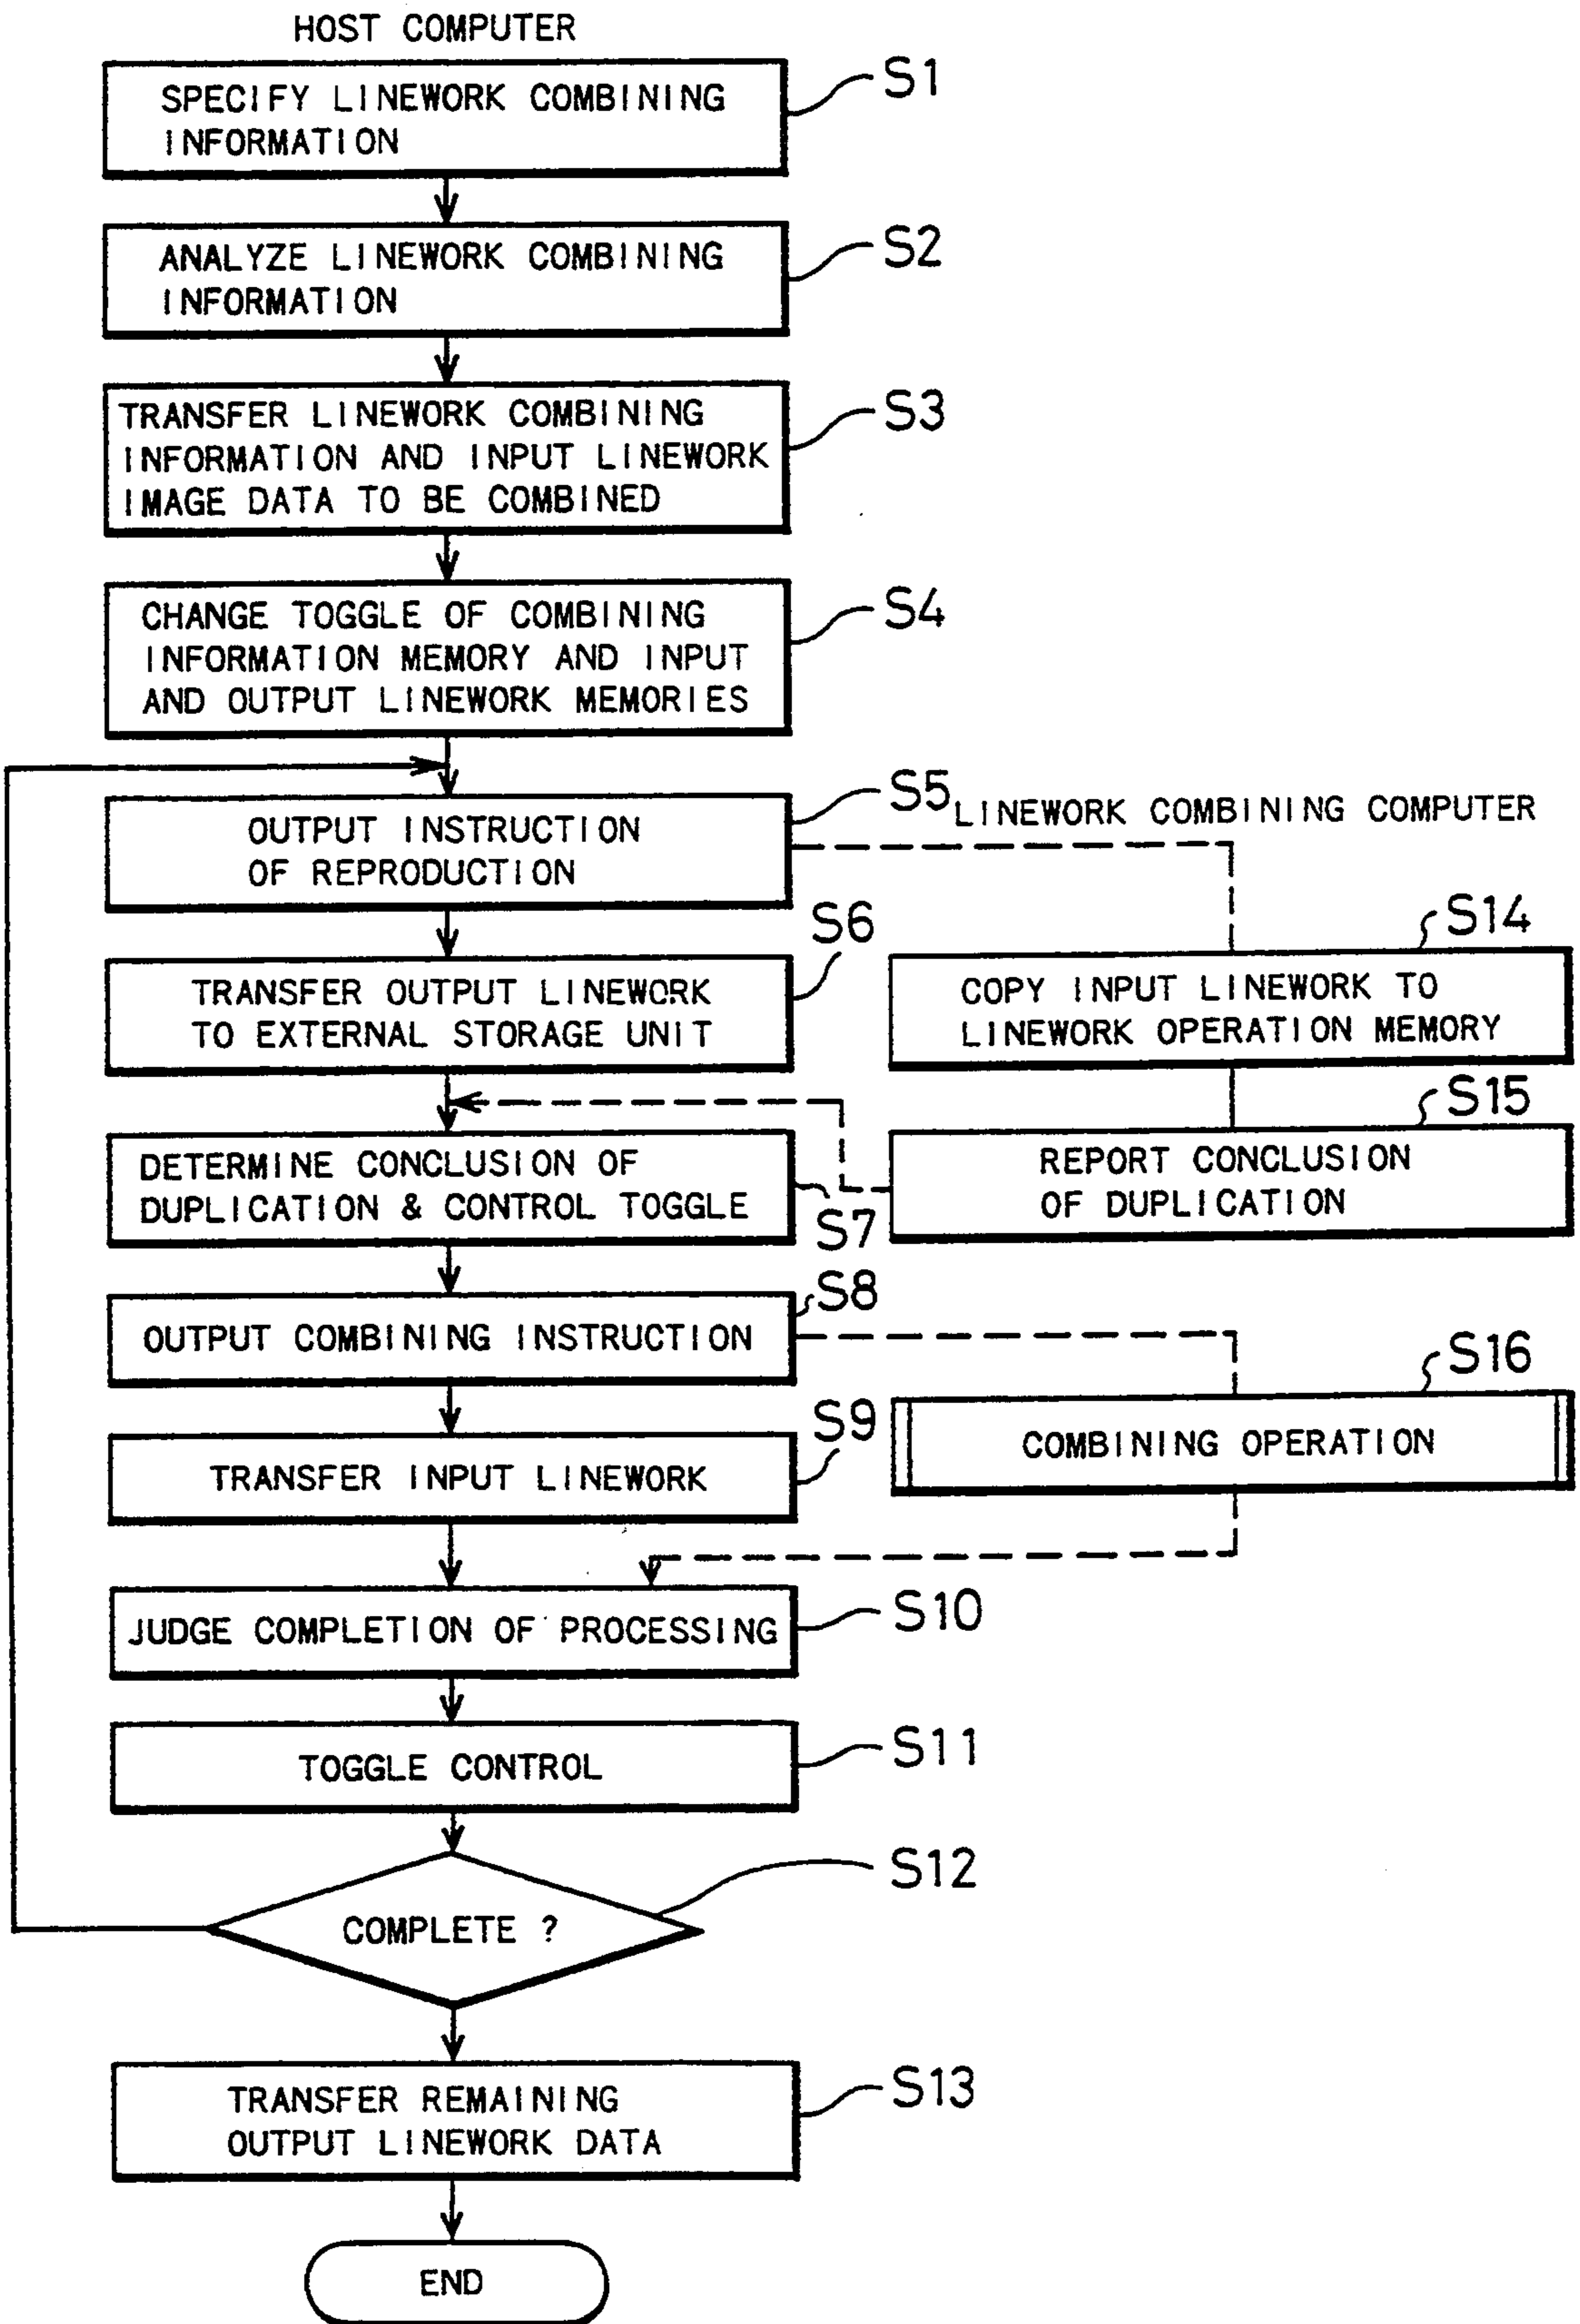 HOST COMPUTER
SPECIFY LINEWORK COMBINING
INFORMATION
S1
ANALYZE LINEWORK COMBINING
INFORMATION
S2
TRANSFER LINEWORK COMBINING
INFORMATION AND INPUT LINEWORK
IMAGE DATA TO BE COMBINED
S3
CHANGE TOGGLE OF COMBINING
INFORMATION MEMORY AND INPUT
AND OUTPUT LINEWORK MEMORIES
S4
OUTPUT INSTRUCTION
OF REPRODUCTION
S5
LINEWORK COMBINING COMPUTER
TRANSFER OUTPUT LINEWORK
TO EXTERNAL STORAGE UNIT
S6
COPY INPUT LINEWORK TO
LINEWORK OPERATION MEMORY
S14
DETERMINE CONCLUSION OF
DUPLICATION & CONTROL TOGGLE
S7
REPORT CONCLUSION
OF DUPLICATION
S15
OUTPUT COMBINING INSTRUCTION
S8
COMBINING OPERATION
S16
TRANSFER INPUT LINEWORK
S9
JUDGE COMPLETION OF PROCESSING
S10
TOGGLE CONTROL
S11
COMPLETE ?
S12
TRANSFER REMAINING
OUTPUT LINEWORK DATA
S13
END